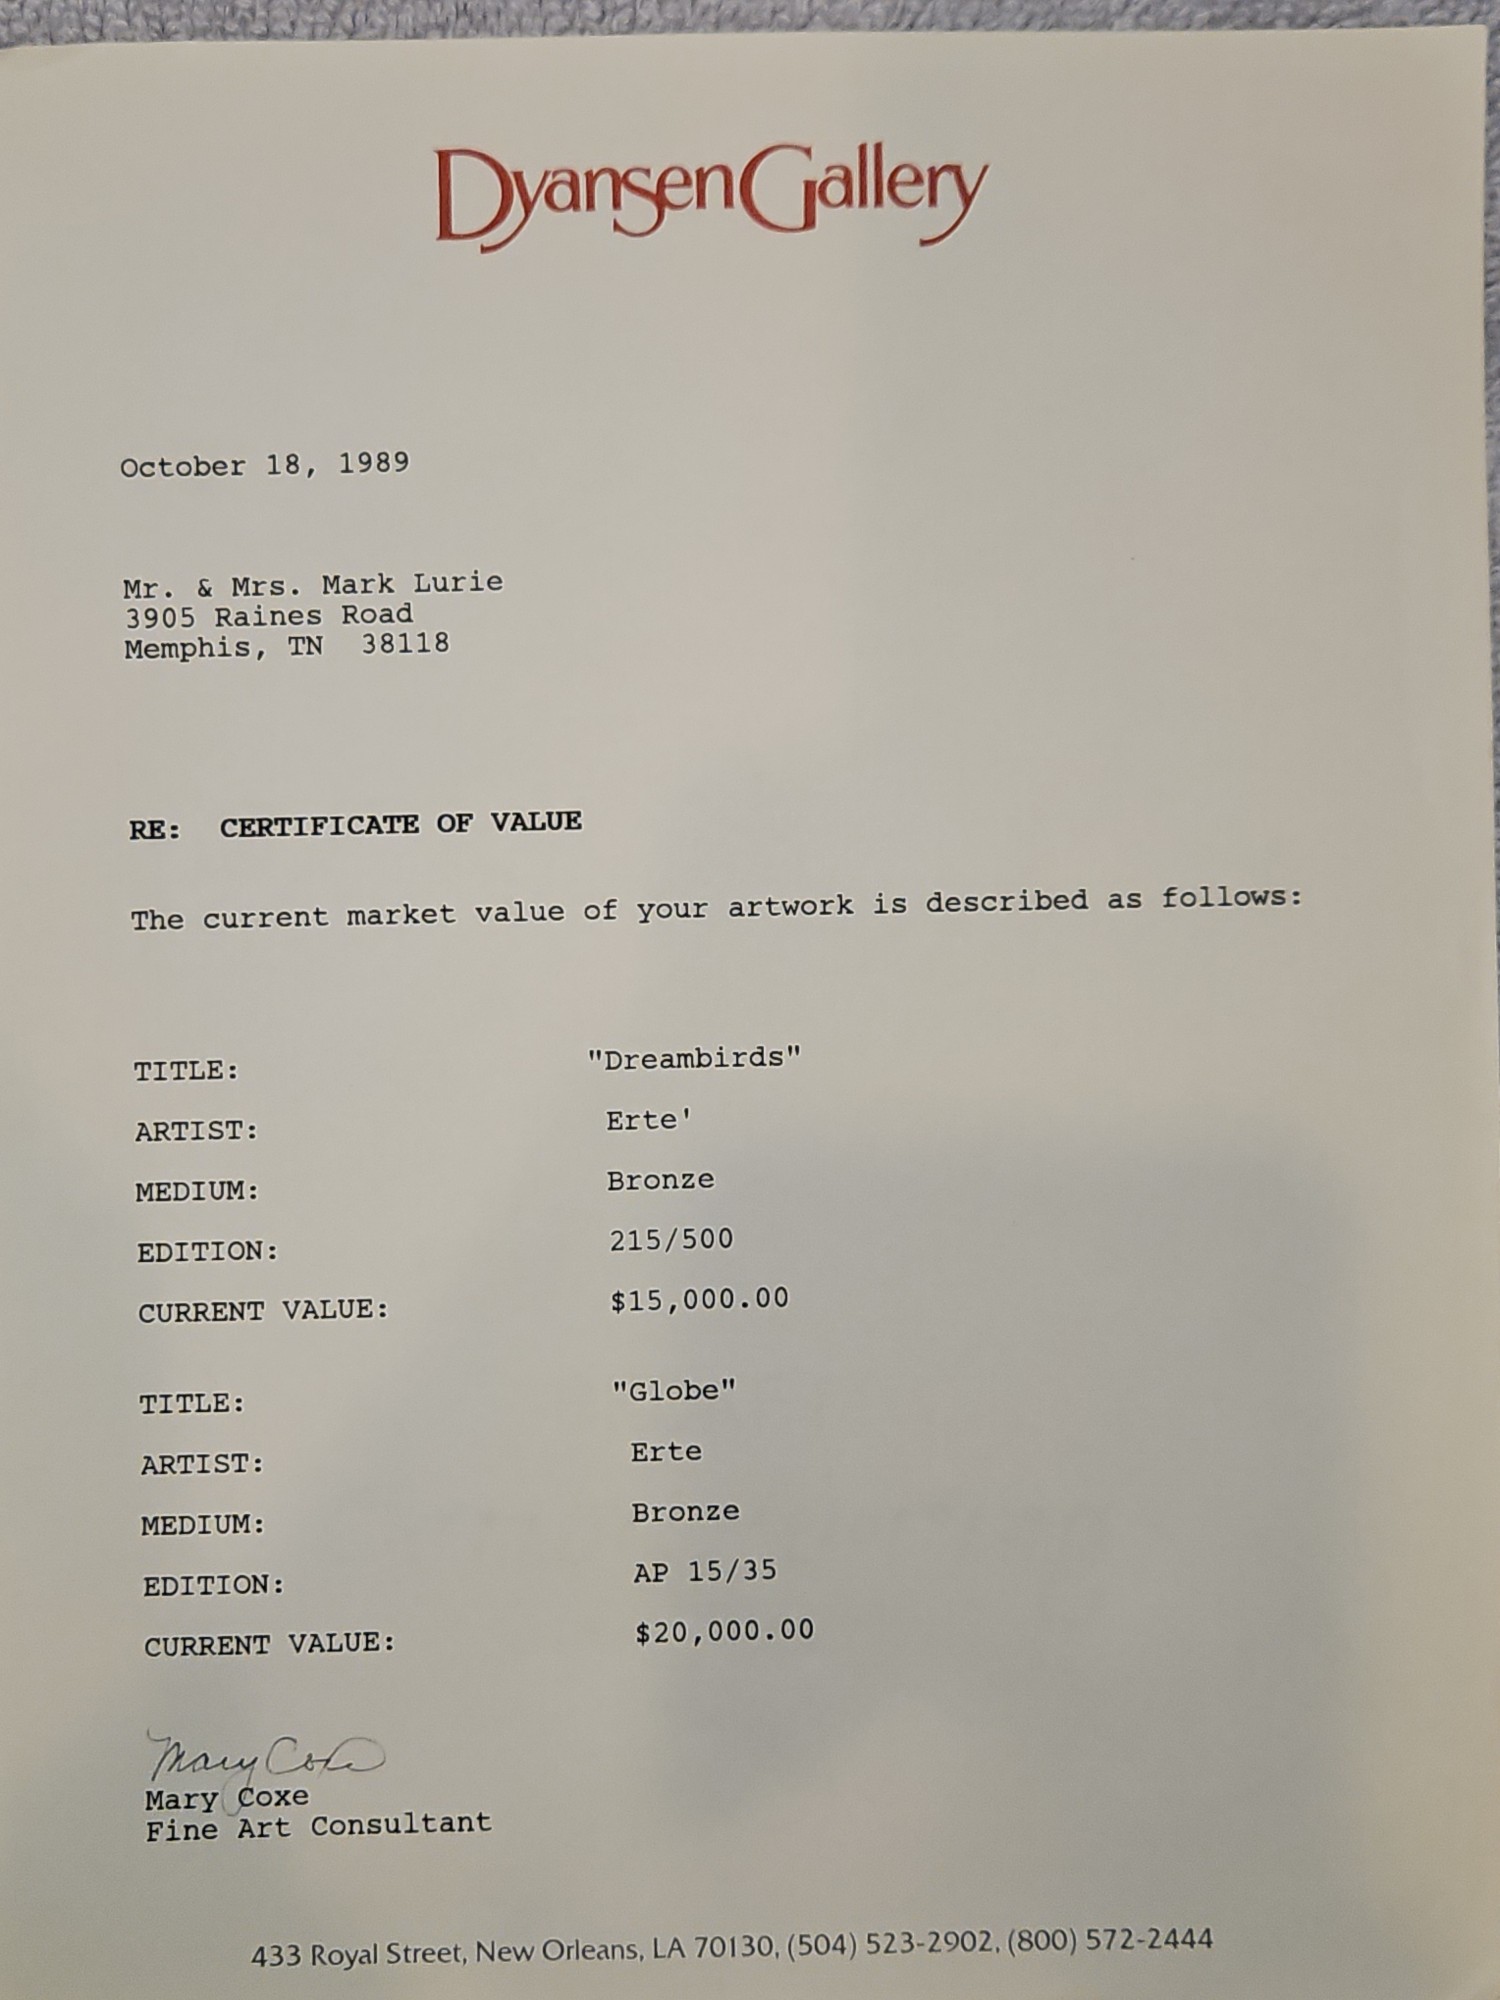 Dyansen Gallery
October 18, 1989
Mr. & Mrs. Mark Lurie
3905 Raines Road
Memphis, TN  38118
RE:  CERTIFICATE OF VALUE
The current market value of your artwork is described as follows:
TITLE: "Dreambirds"
ARTIST: Erte'
MEDIUM: Bronze
EDITION: 215/500
CURRENT VALUE: $15,000.00
TITLE: "Globe"
ARTIST: Erte
MEDIUM: Bronze
EDITION: AP 15/35
CURRENT VALUE: $20,000.00
Mary Coxe
Mary Coxe
Fine Art Consultant
433 Royal Street, New Orleans, LA 70130, (504) 523-2902, (800) 572-2444